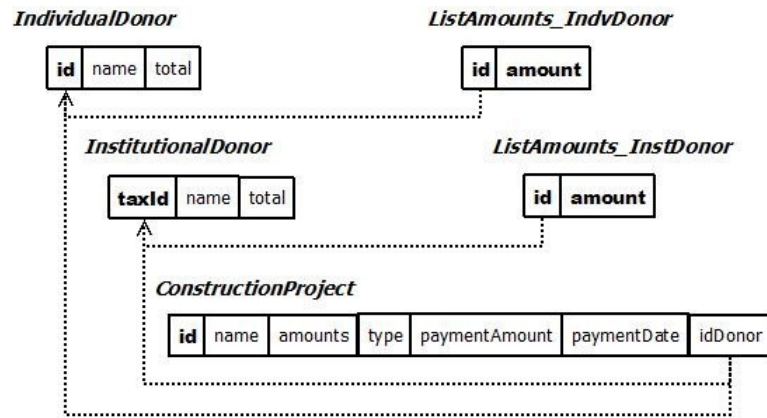 IndividualDonor
ListAmounts_IndvDonor
id name total
id amount
InstitutionalDonor
ListAmounts_InstDonor
taxId name total
id amount
ConstructionProject
id name amounts type paymentAmount paymentDate idDonor